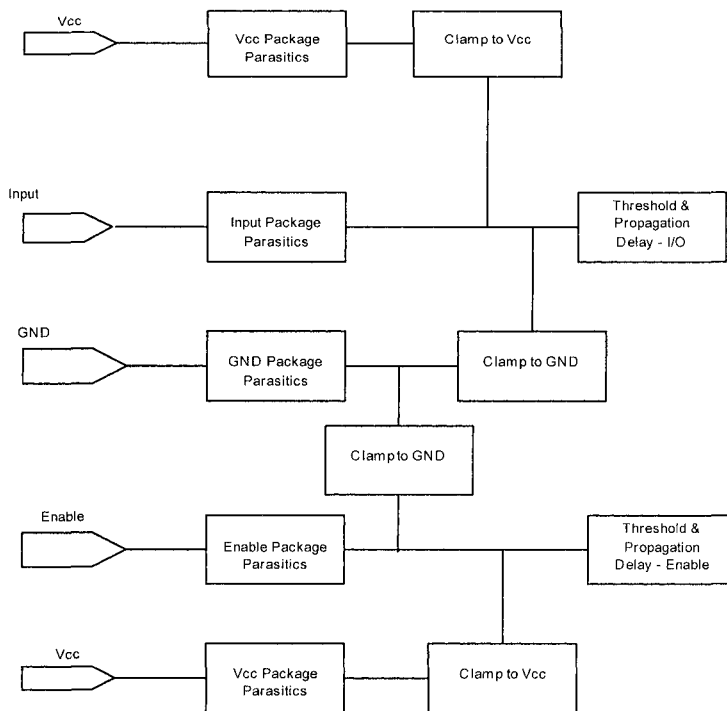 Vcc
Vcc Package
Parasitics
Clamp to Vcc
Input
Input Package
Parasitics
Threshold &
Propagation
Delay - I/O
GND
GND Package
Parasitics
Clamp to GND
Clamp to GND
Enable
Enable Package
Parasitics
Threshold &
Propagation
Delay - Enable
Vcc
Vcc Package
Parasitics
Clamp to Vcc